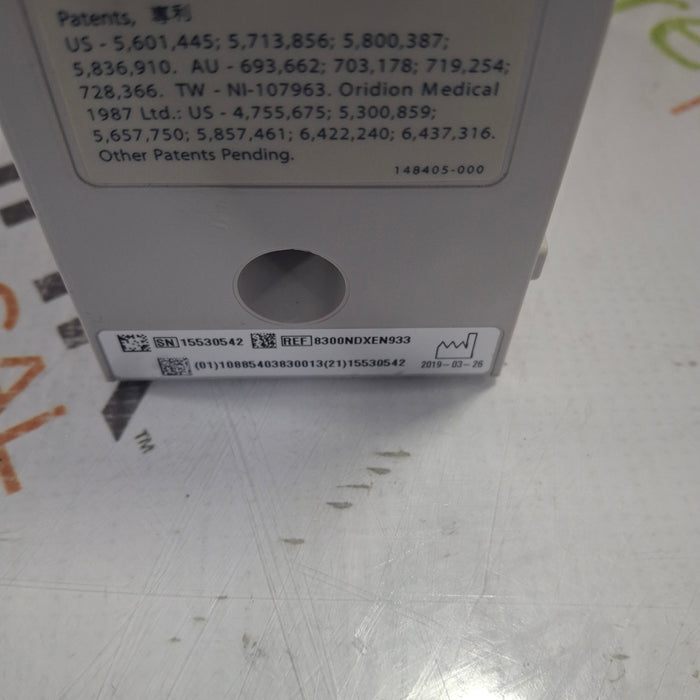 Patents, 專利
US - 5,601,445; 5,713,856; 5,800,387;
5,836,910. AU - 693,662; 703,178; 719,254;
728,366. TW - NI-107963. Oridion Medical
1987 Ltd.: US - 4,755,675; 5,300,859;
5,657,750; 5,857,461; 6,422,240; 6,437,316.
Other Patents Pending.
148405-000
SN 15530542 REF 8300NDXEN933
(01)10885403830013(21)15530542 2019-03-26
TM